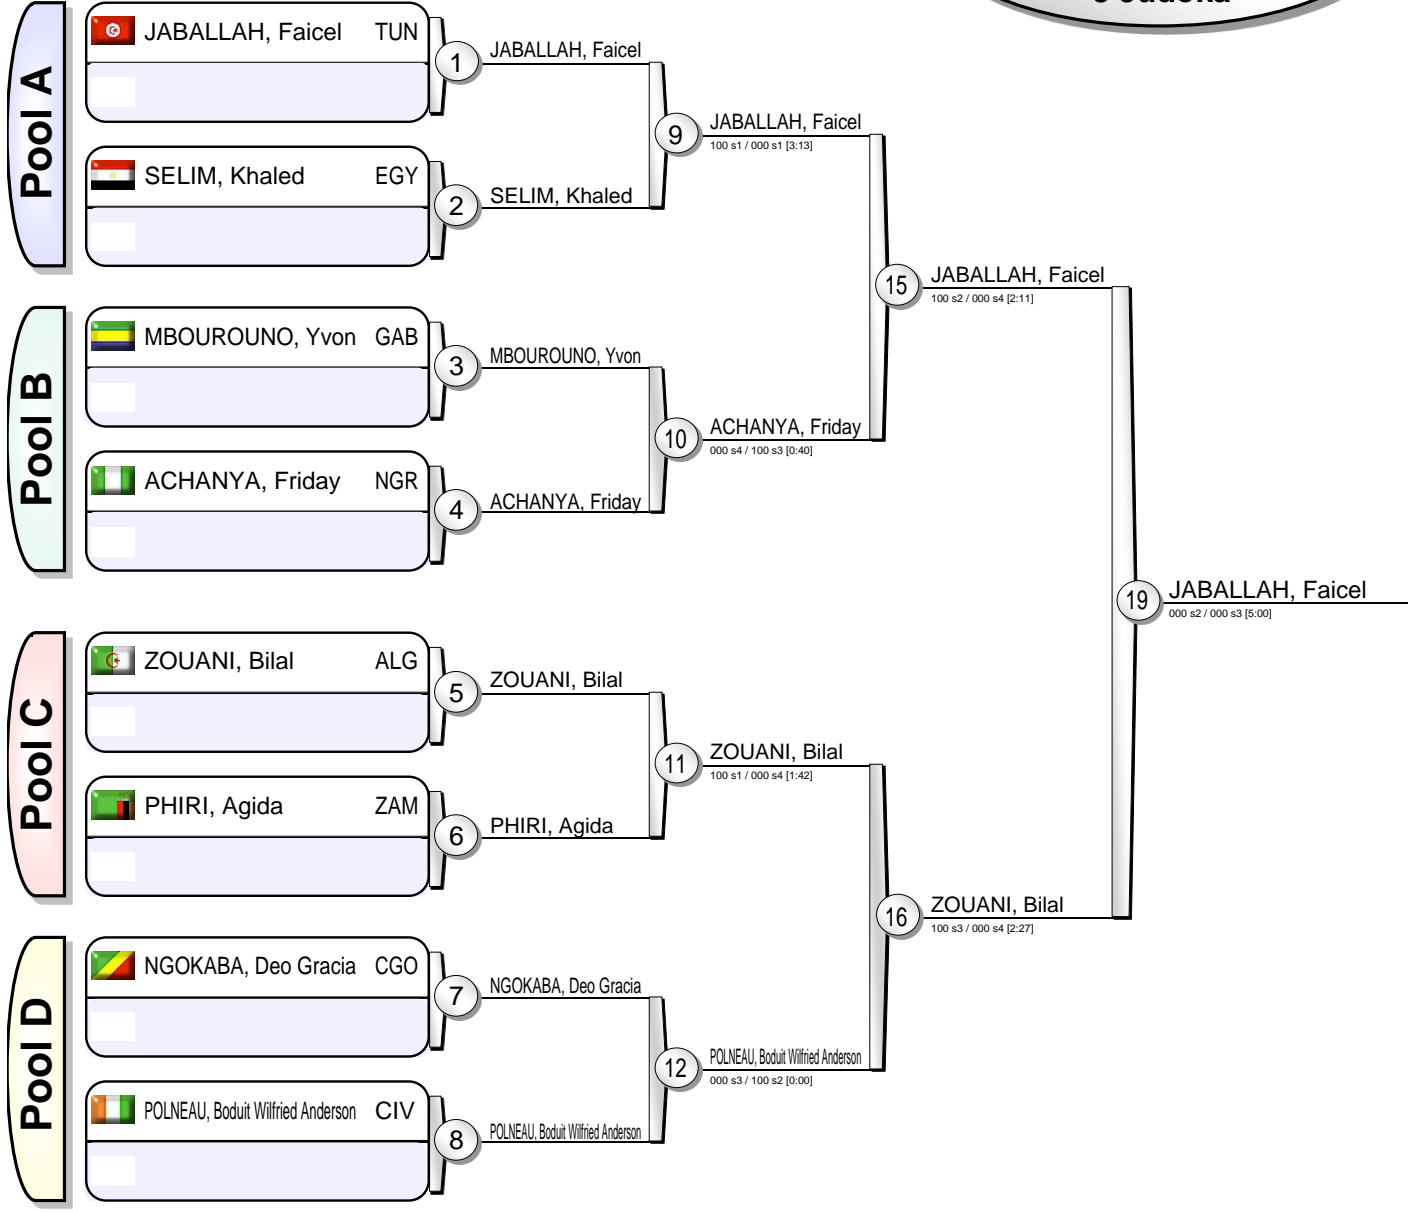 Judoka
Pool A
JABALLAH, Faicel TUN
1
JABALLAH, Faicel
SELIM, Khaled EGY
2
SELIM, Khaled
9
JABALLAH, Faicel
100 s1 / 000 s1 [3:13]
Pool B
MBOUROUNO, Yvon GAB
3
MBOUROUNO, Yvon
ACHANYA, Friday NGR
4
ACHANYA, Friday
10
ACHANYA, Friday
000 s4 / 100 s3 [0:40]
15
JABALLAH, Faicel
100 s2 / 000 s4 [2:11]
Pool C
ZOUANI, Bilal ALG
5
ZOUANI, Bilal
PHIRI, Agida ZAM
6
PHIRI, Agida
11
ZOUANI, Bilal
100 s1 / 000 s4 [1:42]
Pool D
NGOKABA, Deo Gracia CGO
7
NGOKABA, Deo Gracia
POLNEAU, Boduit Wilfried Anderson CIV
8
POLNEAU, Boduit Wilfried Anderson
12
POLNEAU, Boduit Wilfried Anderson
000 s3 / 100 s2 [0:00]
16
ZOUANI, Bilal
100 s3 / 000 s4 [2:27]
19
JABALLAH, Faicel
000 s2 / 000 s3 [5:00]